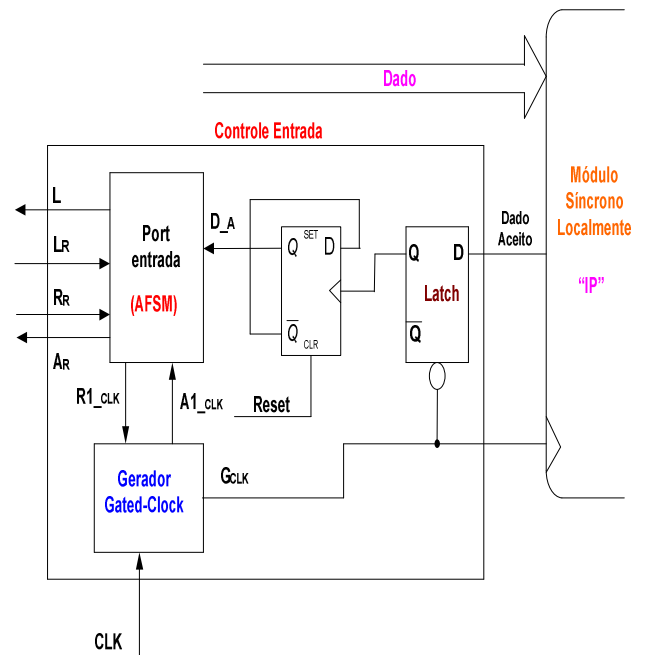 Dado
Controle Entrada
Módulo
Síncrono
Localmente
“IP”
L
LR
RR
AR
Port
entrada
(AFSM)
D_A
Q
SET
D
Q
CLR
Q
D
Latch
Q
Dado
Aceito
R1_CLK
A1_CLK
Reset
Gerador
Gated-Clock
GCLK
CLK